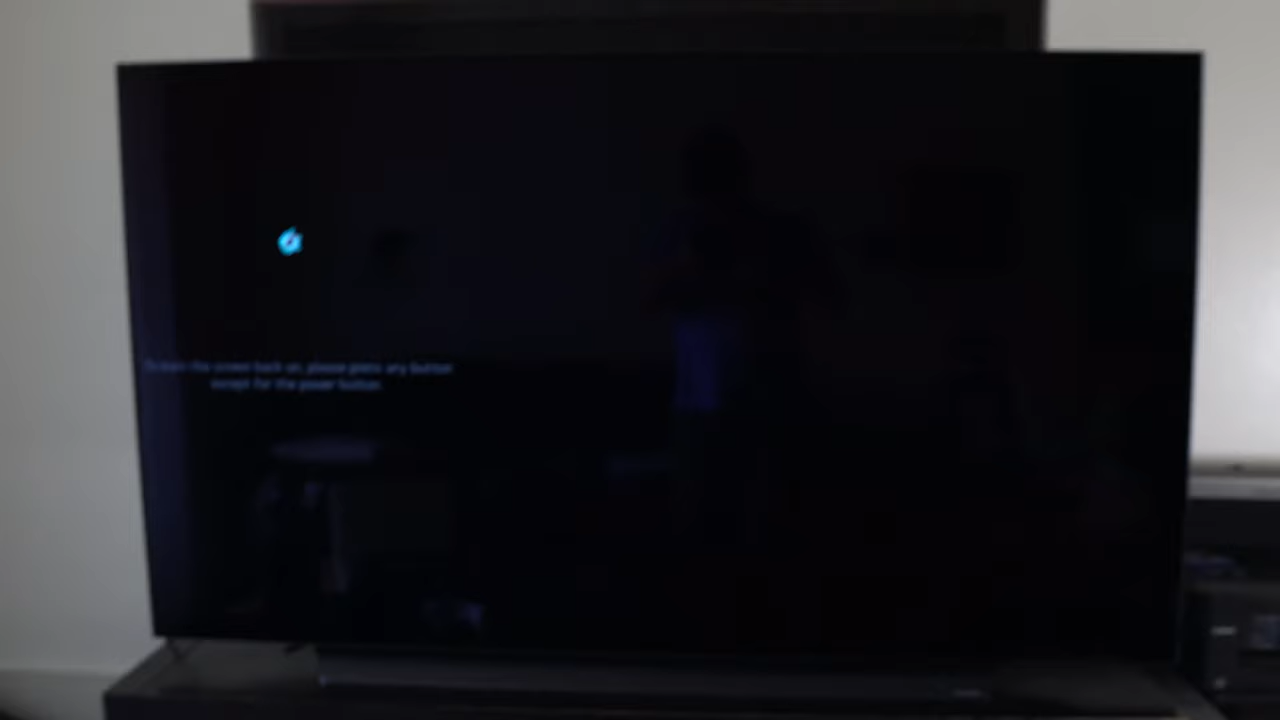 To turn the screen back on, please press any button
except for the power button.